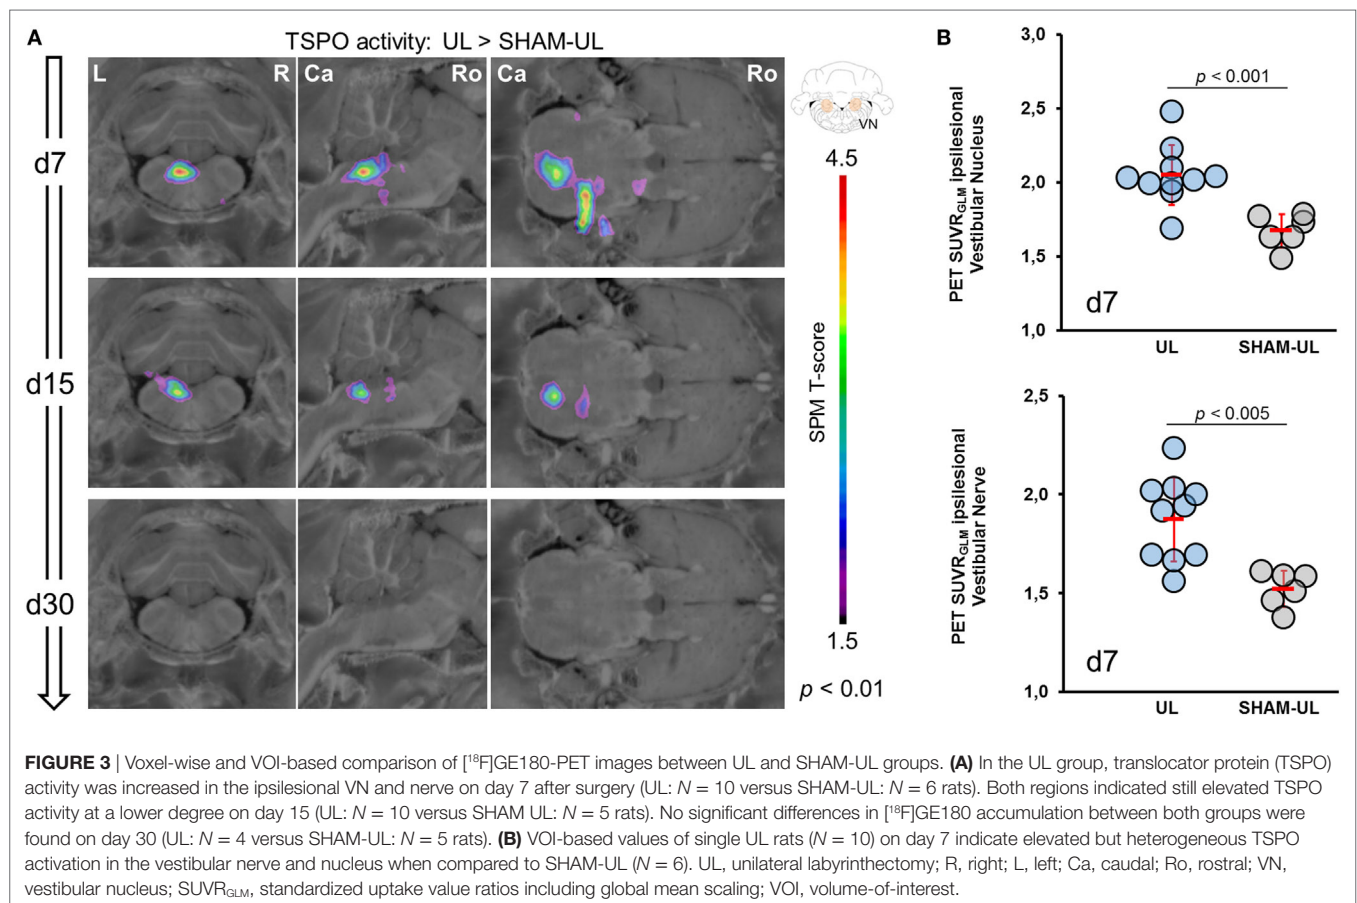 A
TSPO activity: UL > SHAM-UL
L R Ca Ro Ca Ro
d7
d15
d30
VN
4.5
SPM T-score
1.5
p < 0.01
B
3,0
2,5
2,0
1,5
1,0
PET SUVRGLM ipsilesional
Vestibular Nucleus
p < 0.001
d7
UL SHAM-UL
2,5
2,0
1,5
1,0
PET SUVRGLM ipsilesional
Vestibular Nerve
p < 0.005
d7
UL SHAM-UL
FIGURE 3 | Voxel-wise and VOI-based comparison of [18F]GE180-PET images between UL and SHAM-UL groups. (A) In the UL group, translocator protein (TSPO)
activity was increased in the ipsilesional VN and nerve on day 7 after surgery (UL: N = 10 versus SHAM-UL: N = 6 rats). Both regions indicated still elevated TSPO
activity at a lower degree on day 15 (UL: N = 10 versus SHAM UL: N = 5 rats). No significant differences in [18F]GE180 accumulation between both groups were
found on day 30 (UL: N = 4 versus SHAM-UL: N = 5 rats). (B) VOI-based values of single UL rats (N = 10) on day 7 indicate elevated but heterogeneous TSPO
activation in the vestibular nerve and nucleus when compared to SHAM-UL (N = 6). UL, unilateral labyrinthectomy; R, right; L, left; Ca, caudal; Ro, rostral; VN,
vestibular nucleus; SUVRGLM, standardized uptake value ratios including global mean scaling; VOI, volume-of-interest.